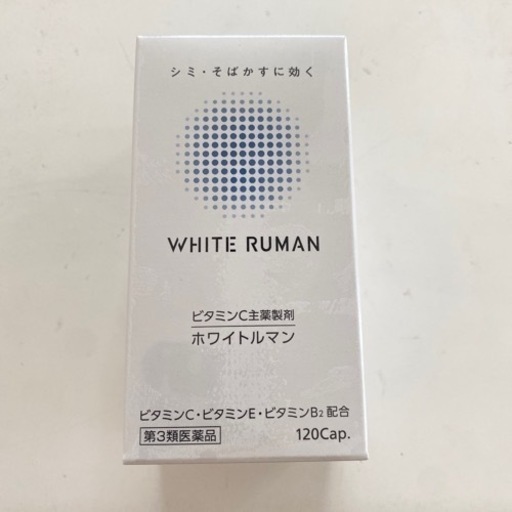 シミ・そばかすに効く
WHITE RUMAN
ビタミンC主薬製剤
ホワイトルマン
ビタミンC・ビタミンE・ビタミンB₂ 配合
第3類医薬品
120Cap.